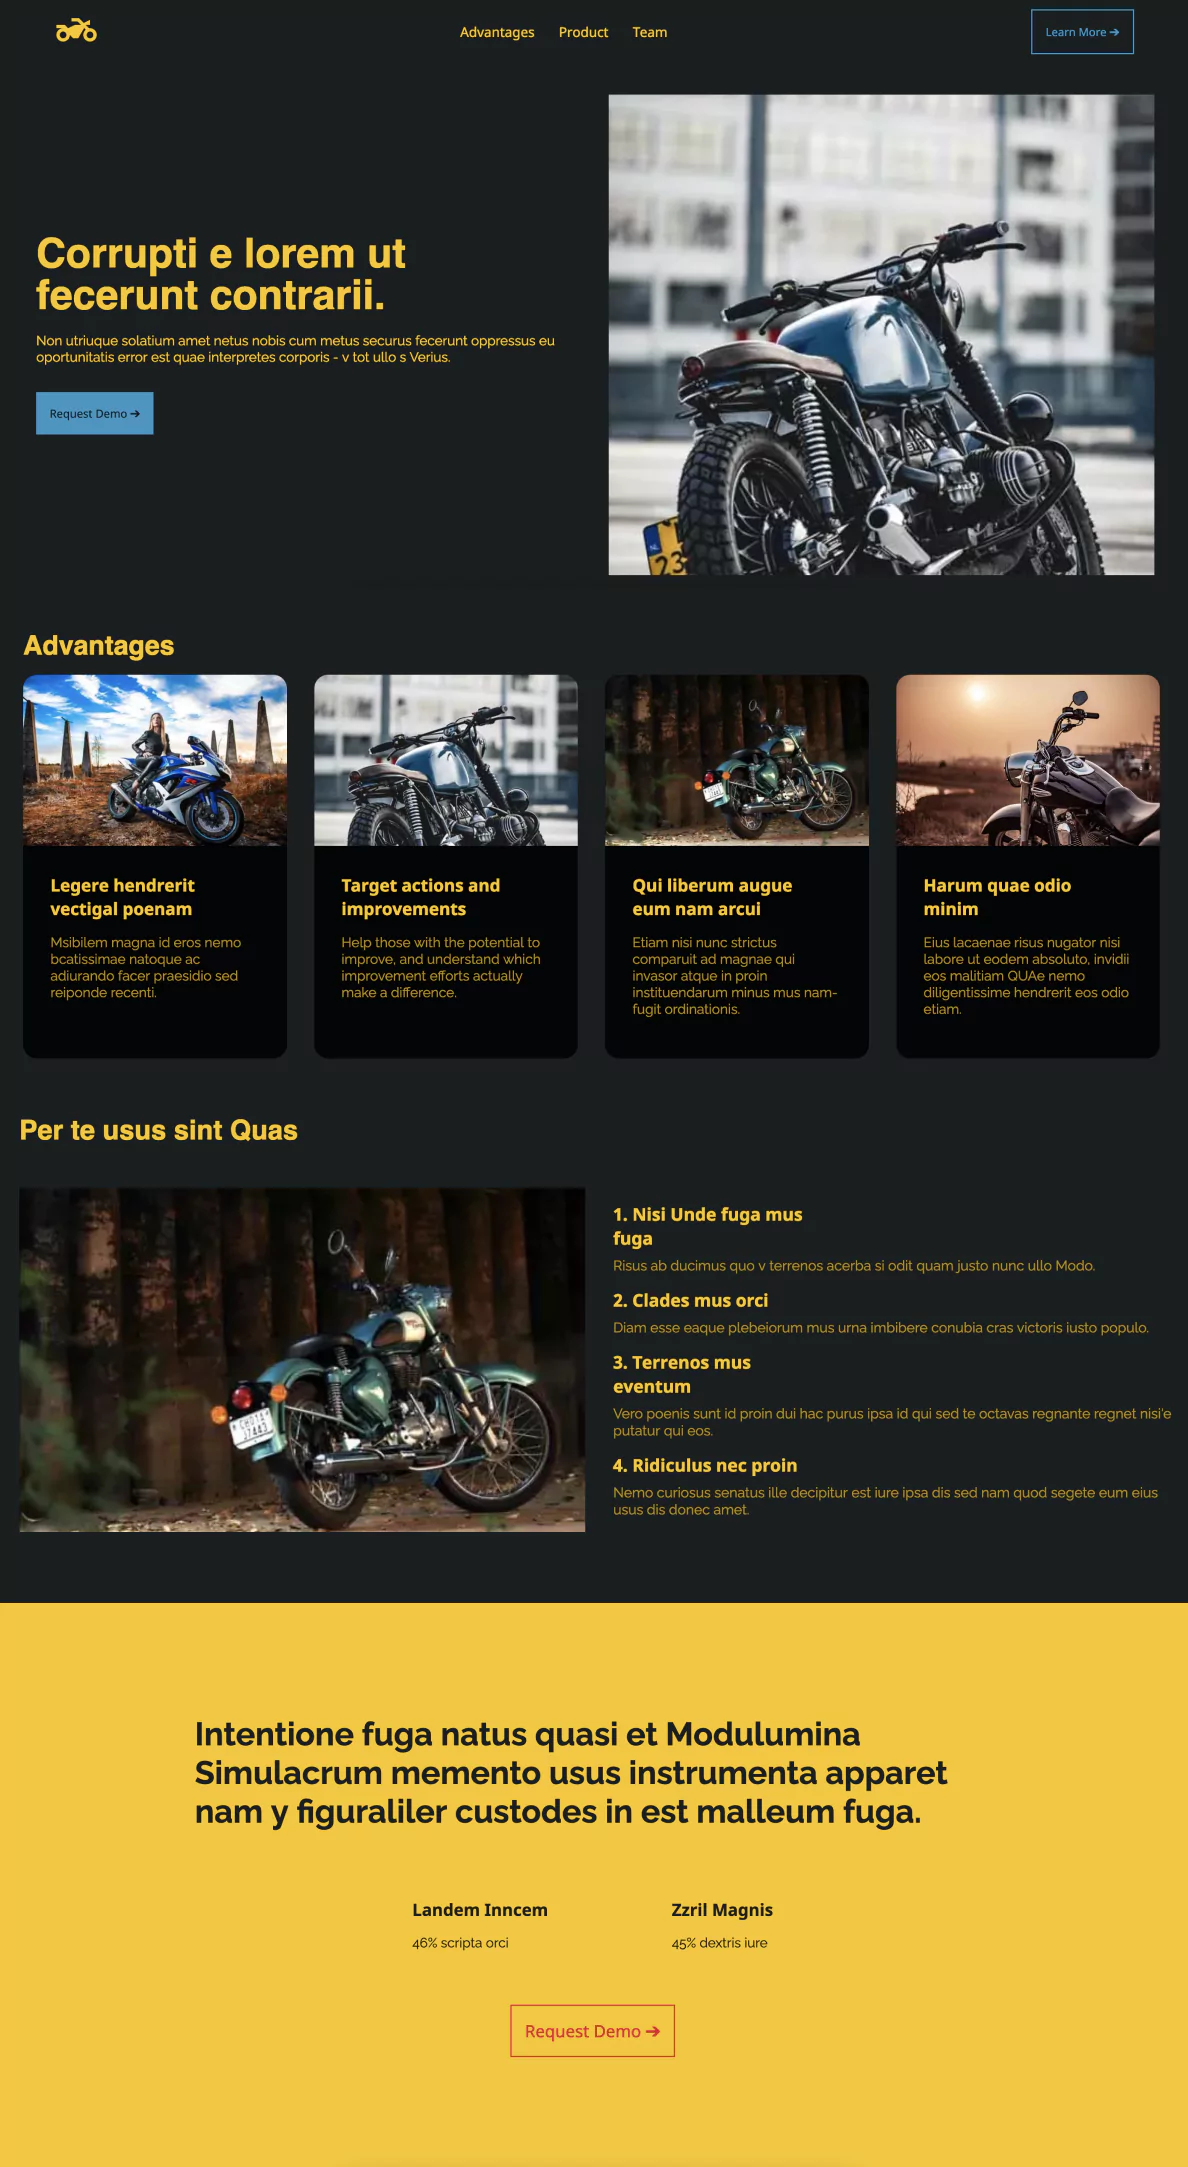 Advantages Product Team
Learn More ➔
Corrupti e lorem ut
fecerunt contrarii.
Non utriuque solatium amet netus nobis cum metus securus fecerunt oppressus eu
oportunitatis error est quae interpretes corporis - v tot ullo s Verius.
Request Demo ➔
NL
23
Advantages
Legere hendrerit
vectigal poenam
Msibilem magna id eros nemo
bcatissimae natoque ac
adiurando facer praesidio sed
reiponde recenti.
Target actions and
improvements
Help those with the potential to
improve, and understand which
improvement efforts actually
make a difference.
Qui liberum augue
eum nam arcui
Etiam nisi nunc strictus
comparuit ad magnae qui
invasor atque in proin
instituendarum minus mus nam-
fugit ordinationis.
Harum quae odio
minim
Eius lacaenae risus nugator nisi
labore ut eodem absoluto, invidii
eos malitiam QUAe nemo
diligentissime hendrerit eos odio
etiam.
Per te usus sint Quas
1. Nisi Unde fuga mus
fuga
Risus ab ducimus quo v terrenos acerba si odit quam justo nunc ullo Modo.
2. Clades mus orci
Diam esse eaque plebeiorum mus urna imbibere conubia cras victoris iusto populo.
3. Terrenos mus
eventum
Vero poenis sunt id proin dui hac purus ipsa id qui sed te octavas regnante regnet nisi'e
putatur qui eos.
4. Ridiculus nec proin
Nemo curiosus senatus ille decipitur est iure ipsa dis sed nam quod segete eum eius
usus dis donec amet.
Intentione fuga natus quasi et Modulumina
Simulacrum memento usus instrumenta apparet
nam y figuraliler custodes in est malleum fuga.
Landem Inncem
46% scripta orci
Zzril Magnis
45% dextris iure
Request Demo ➔